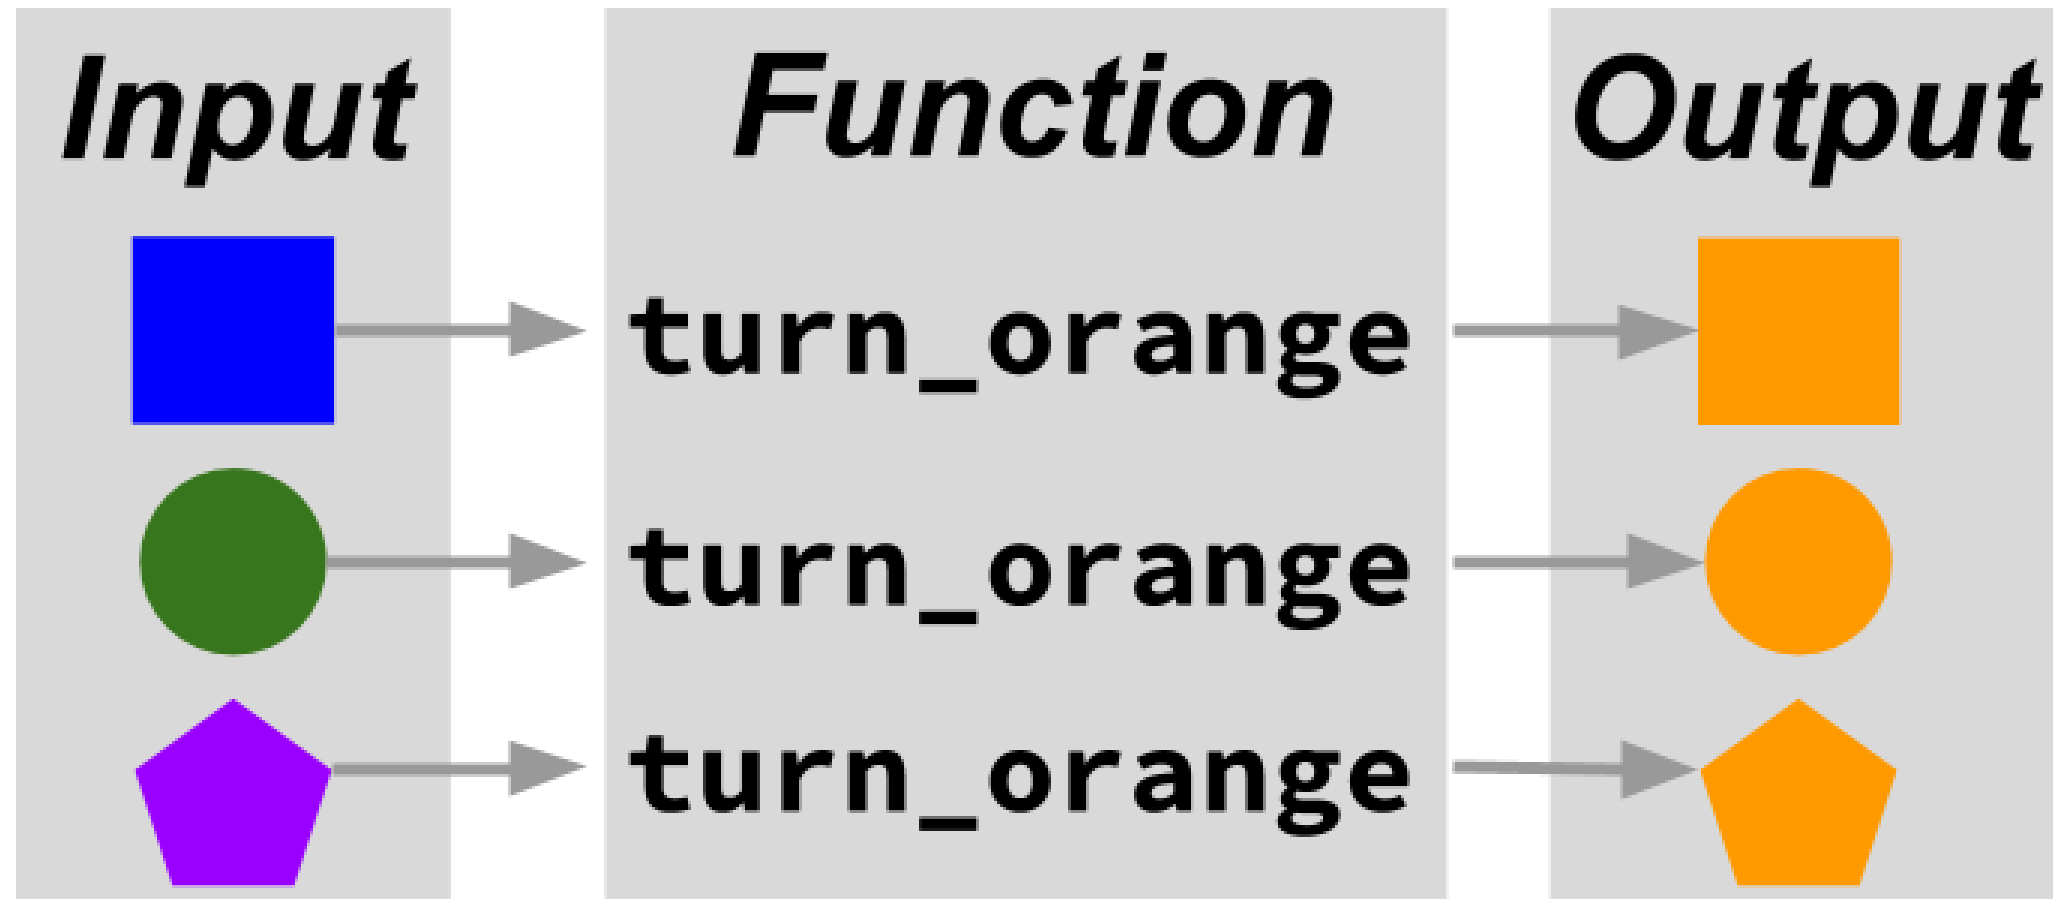 Input
Function
Output
turn_orange
turn_orange
turn_orange